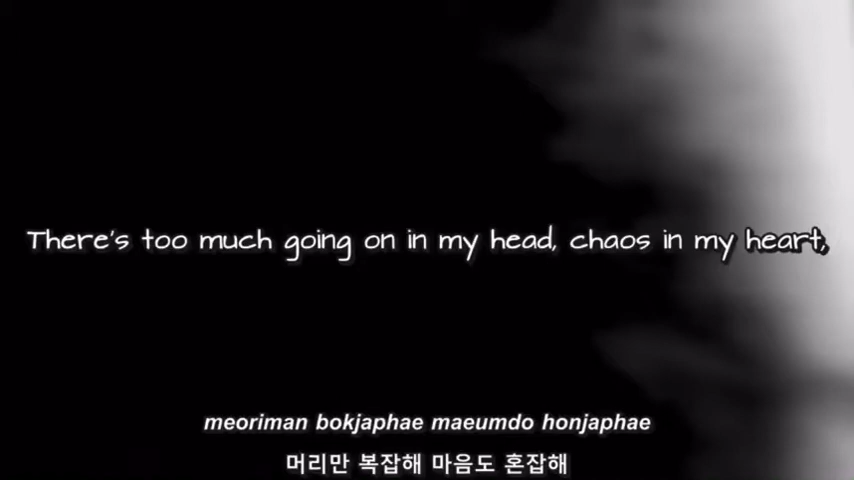 There's too much going on in my head, chaos in my heart,
meoriman bokjaphae maeumdo honjaphae
머리만 복잡해 마음도 혼잡해